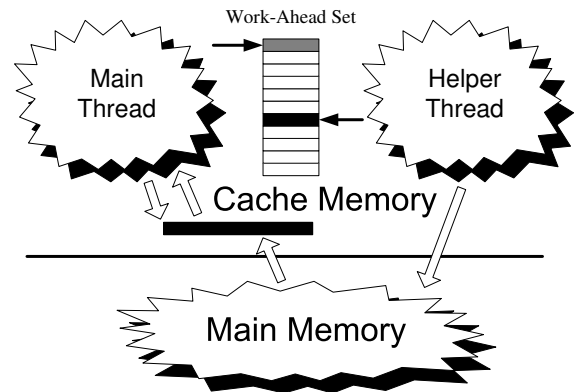 Work-Ahead Set
Main
Thread
Helper
Thread
Cache Memory
Main Memory